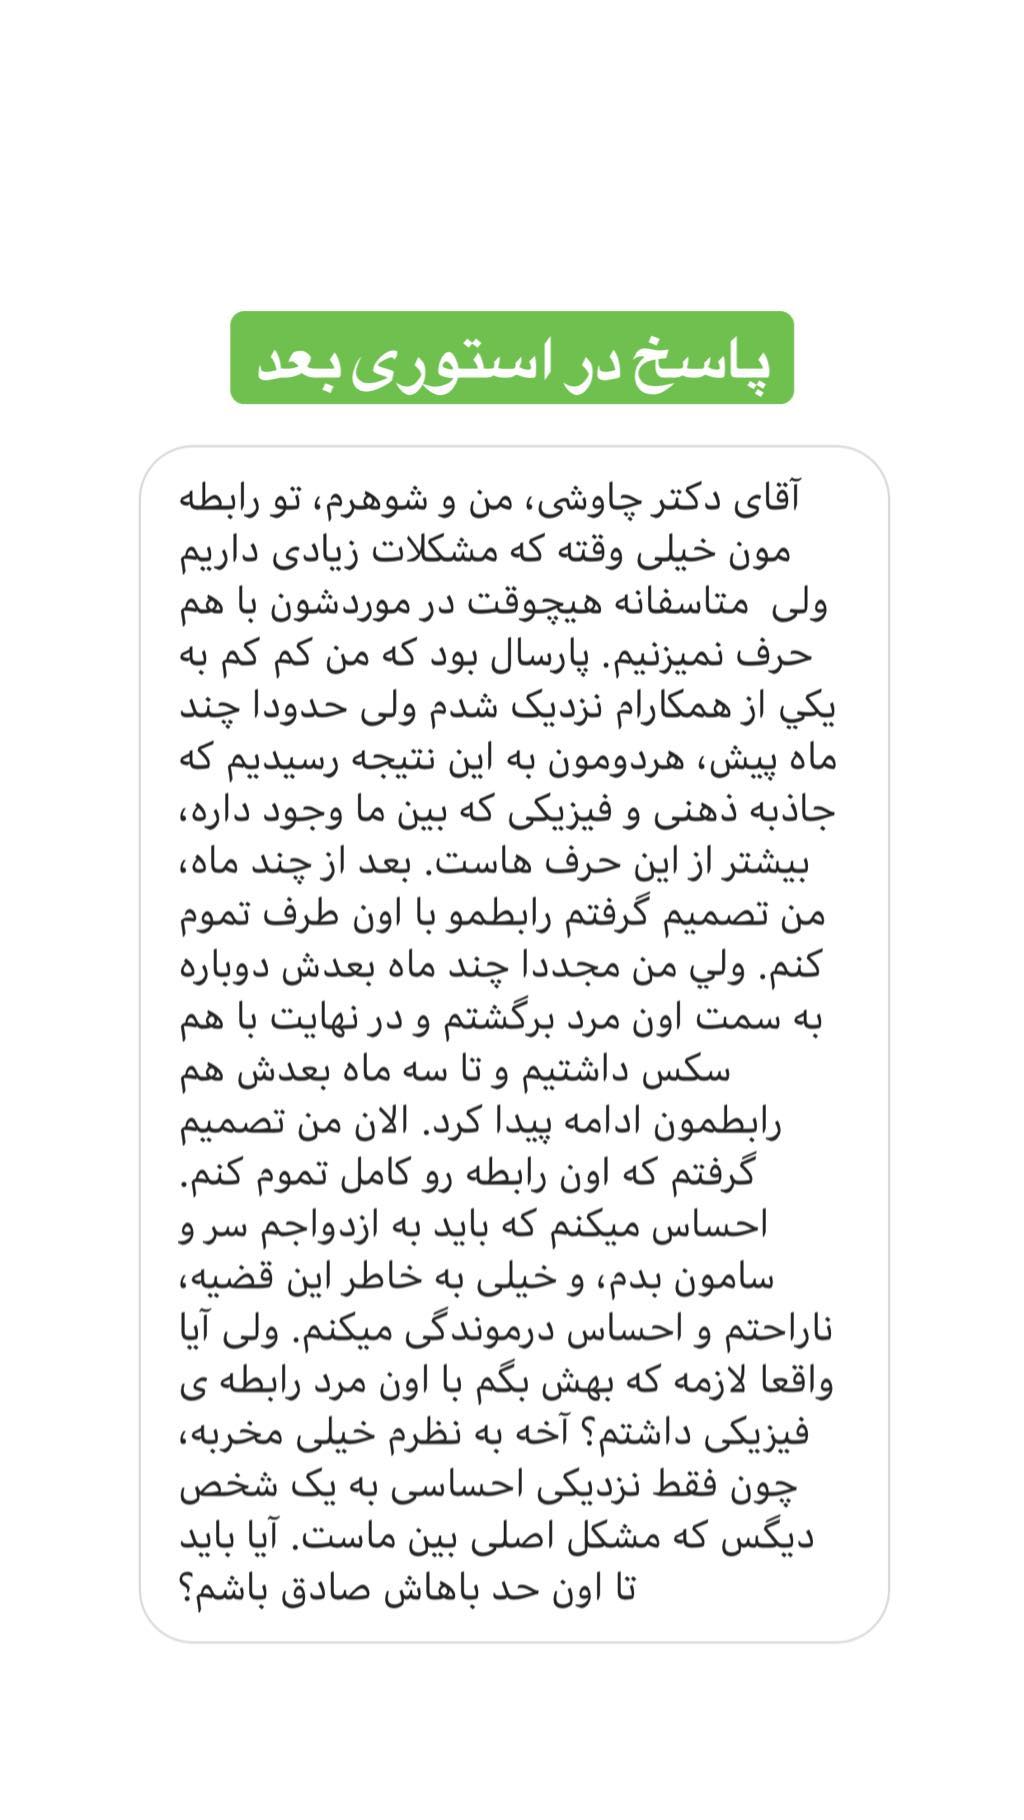 پاسخ در استوری بعد
آقای دکتر چاوشی، من و شوهرم، تو رابطه
مون خیلی وقته که مشکلات زیادی داریم
ولی  متاسفانه هیچوقت در موردشون با هم
حرف نمیزنیم. پارسال بود که من کم کم به
یکي از همکارام نزدیک شدم ولی حدودا چند
ماه پیش، هردومون به این نتیجه رسیدیم که
جاذبه ذهنی و فیزیکی که بین ما وجود داره،
بیشتر از این حرف هاست. بعد از چند ماه،
من تصمیم گرفتم رابطمو با اون طرف تموم
کنم. ولي من مجددا چند ماه بعدش دوباره
به سمت اون مرد برگشتم و در نهایت با هم
سکس داشتیم و تا سه ماه بعدش هم
رابطمون ادامه پیدا کرد. الان من تصمیم
گرفتم که اون رابطه رو کامل تموم کنم.
احساس میکنم که باید به ازدواجم سر و
سامون بدم، و خیلی به خاطر این قضیه،
ناراحتم و احساس درموندگی میکنم. ولی آیا
واقعا لازمه که بهش بگم با اون مرد رابطه ی
فیزیکی داشتم؟ آخه به نظرم خیلی مخربه،
چون فقط نزدیکی احساسی به یک شخص
دیگس که مشکل اصلی بین ماست. آیا باید
تا اون حد باهاش صادق باشم؟